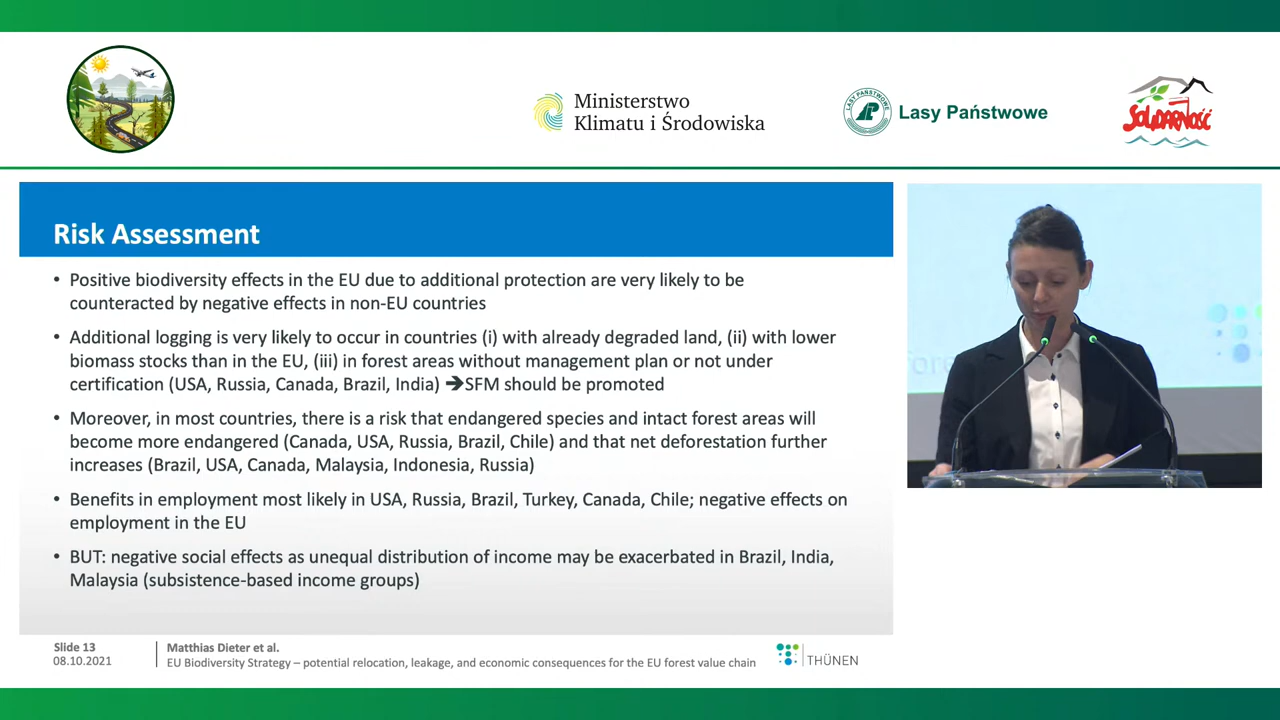 Ministerstwo
Klimatu i Środowiska
LASY PAŃSTWOWE
Lasy Państwowe
SOLIDARNOŚĆ
Risk Assessment
• Positive biodiversity effects in the EU due to additional protection are very likely to be
counteracted by negative effects in non-EU countries
• Additional logging is very likely to occur in countries (i) with already degraded land, (ii) with lower
biomass stocks than in the EU, (iii) in forest areas without management plan or not under
certification (USA, Russia, Canada, Brazil, India) ➔SFM should be promoted
• Moreover, in most countries, there is a risk that endangered species and intact forest areas will
become more endangered (Canada, USA, Russia, Brazil, Chile) and that net deforestation further
increases (Brazil, USA, Canada, Malaysia, Indonesia, Russia)
• Benefits in employment most likely in USA, Russia, Brazil, Turkey, Canada, Chile; negative effects on
employment in the EU
• BUT: negative social effects as unequal distribution of income may be exacerbated in Brazil, India,
Malaysia (subsistence-based income groups)
Slide 13
08.10.2021
Matthias Dieter et al.
EU Biodiversity Strategy – potential relocation, leakage, and economic consequences for the EU forest value chain
THÜNEN